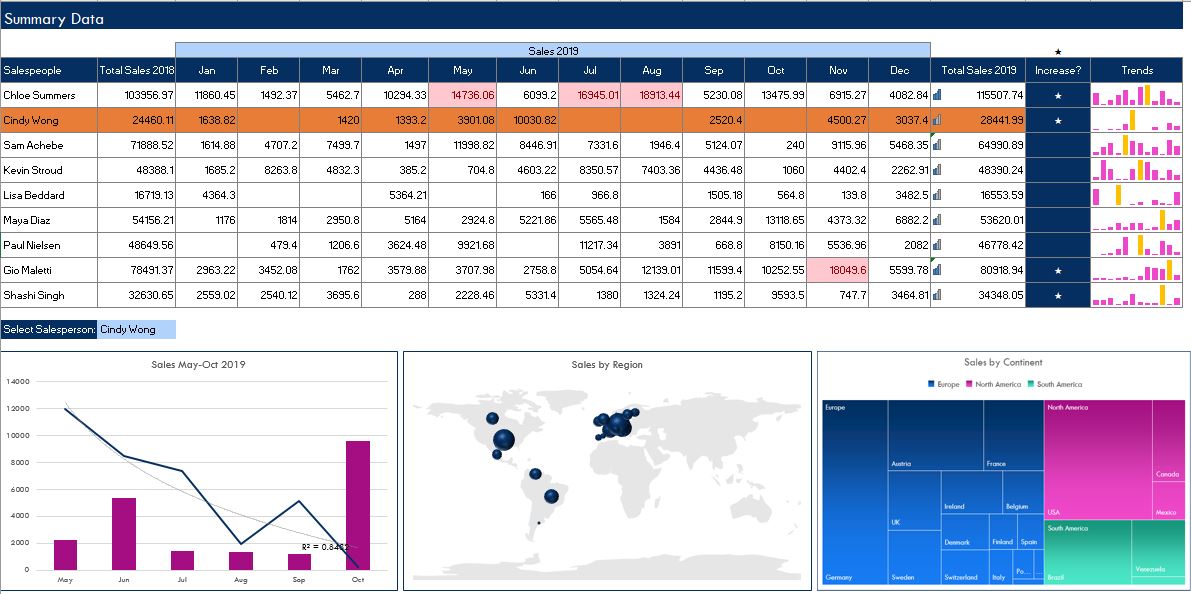 Summary Data
Sales 2019 ★
Salespeople Total Sales 2018 Jan Feb Mar Apr May Jun Jul Aug Sep Oct Nov Dec Total Sales 2019 Increase? Trends
Chloe Summers 103956.97 11860.45 1492.37 5462.7 10294.33 14736.06 6099.2 16945.01 18913.44 5230.08 13475.99 6915.27 4082.84 115507.74 ★
Cindy Wong 24460.11 1638.82 1420 1393.2 3901.08 10030.82 2520.4 4500.27 3037.4 28441.99 ★
Sam Achebe 71888.52 1614.88 4707.2 7499.7 1497 11998.82 8446.91 7331.6 1946.4 5124.07 240 9115.96 5468.35 64990.89
Kevin Stroud 48388.1 1685.2 8263.8 4832.3 385.2 704.8 4603.22 8350.57 7403.36 4436.48 1060 4402.4 2262.91 48390.24
Lisa Beddard 16719.13 4364.3 5364.21 166 966.8 1505.18 564.8 139.8 3482.5 16553.59
Maya Diaz 54156.21 1176 1814 2950.8 5164 2924.8 5221.86 5565.48 1584 2844.9 13118.65 4373.32 6882.2 53620.01
Paul Nielsen 48649.56 479.4 1206.6 3624.48 9921.68 11217.34 3891 668.8 8150.16 5536.96 2082 46778.42
Gio Maletti 78491.37 2963.22 3452.08 1762 3579.88 3707.98 2758.8 5054.64 12139.01 11599.4 10252.55 18049.6 5599.78 80918.94 ★
Shashi Singh 32630.65 2559.02 2540.12 3695.6 288 2228.46 5331.4 1380 1324.24 1195.2 9593.5 747.7 3464.81 34348.05 ★
Select Salesperson: Cindy Wong
Sales May-Oct 2019
14000
12000
10000
8000
6000
4000
2000
0
R² = 0.84
May Jun Jul Aug Sep Oct
Sales by Region
Sales by Continent
Europe North America South America
Europe
Austria
France
UK
Ireland
Belgium
Denmark
Finland
Spain
Germany
Sweden
Switzerland
Italy
Po...
North America
USA
Canada
Mexico
South America
Brazil
Venezuela